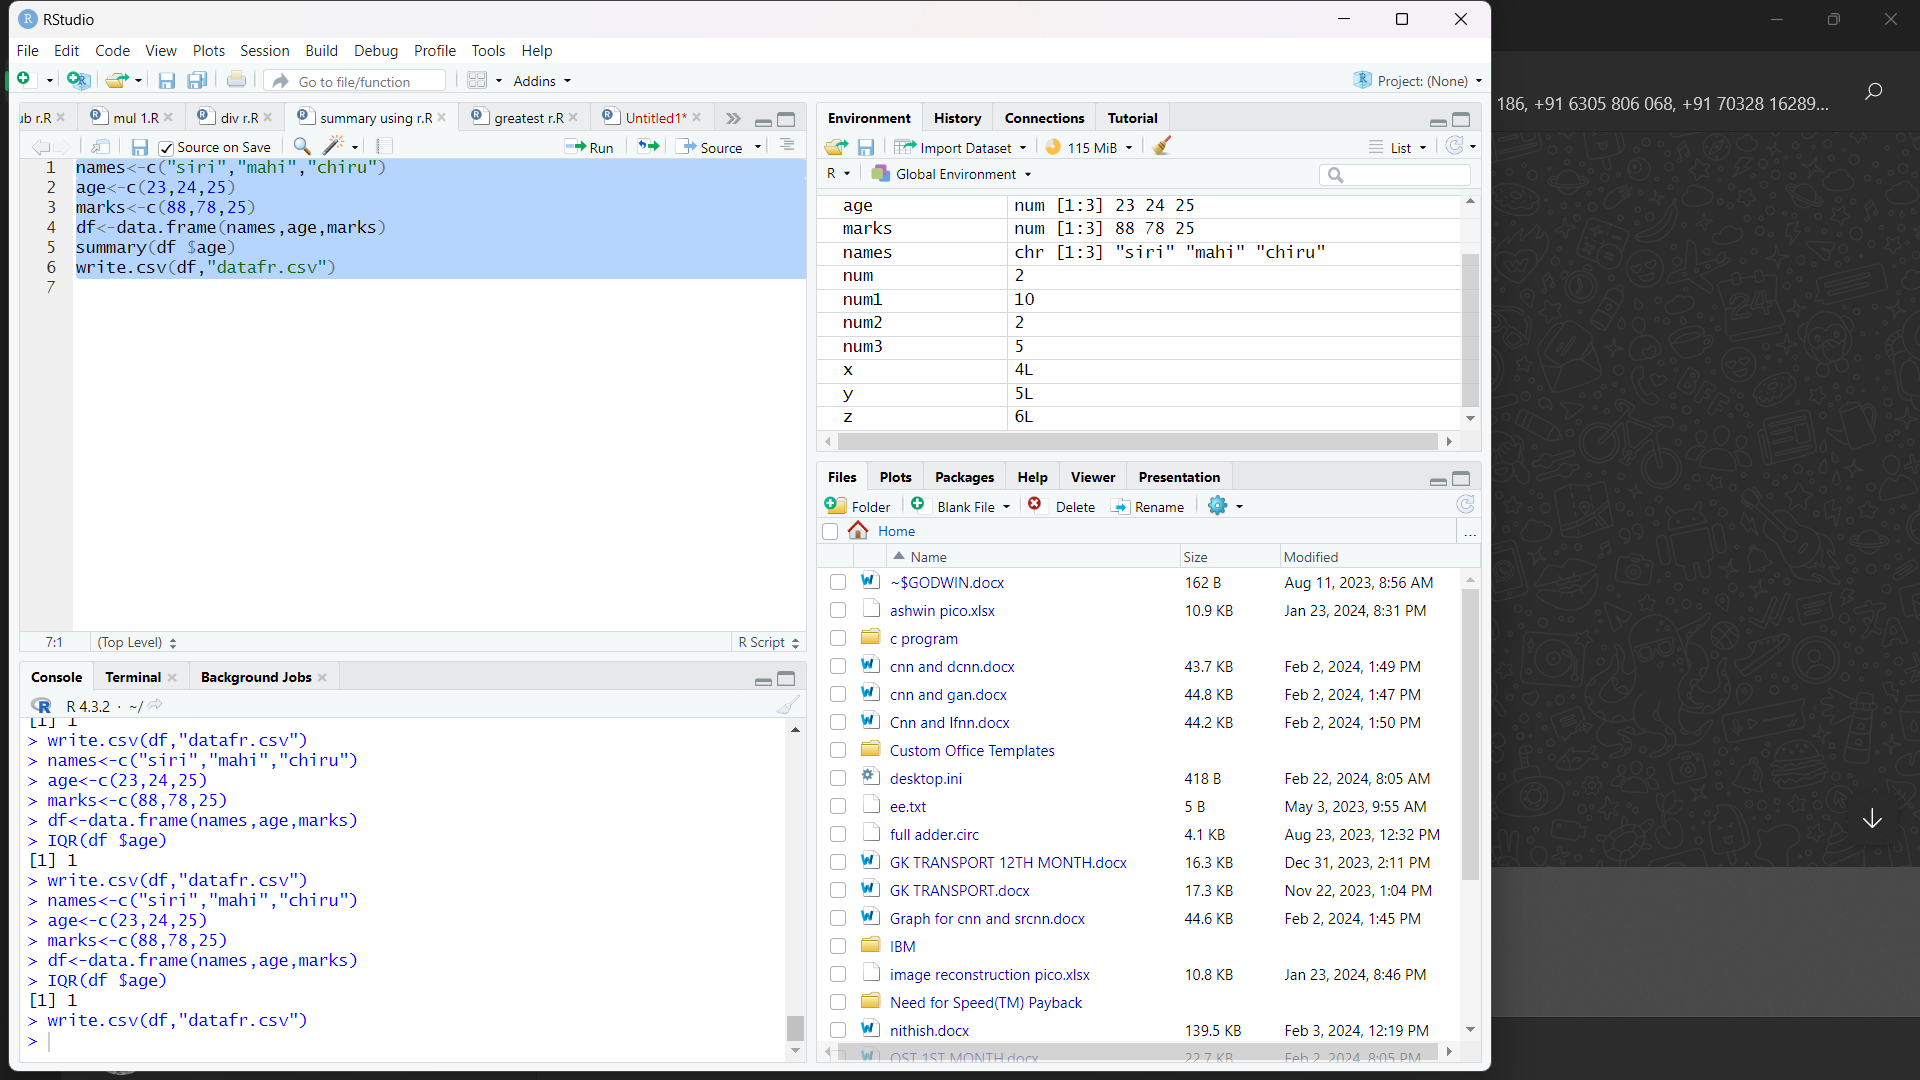 RStudio
File Edit Code View Plots Session Build Debug Profile Tools Help
Go to file/function
Addins
Project: (None)
ub r.R
mul 1.R
div r.R
summary using r.R
greatest r.R
Untitled1*
Source on Save
Run
Source
1 names<-c("siri","mahi","chiru")
2 age<-c(23,24,25)
3 marks<-c(88,78,25)
4 df<-data.frame(names,age,marks)
5 summary(df $age)
6 write.csv(df,"datafr.csv")
7
7:1
(Top Level)
R Script
Console
Terminal
Background Jobs
R 4.3.2 · ~/
[1] 1
> write.csv(df,"datafr.csv")
> names<-c("siri","mahi","chiru")
> age<-c(23,24,25)
> marks<-c(88,78,25)
> df<-data.frame(names,age,marks)
> IQR(df $age)
[1] 1
> write.csv(df,"datafr.csv")
> names<-c("siri","mahi","chiru")
> age<-c(23,24,25)
> marks<-c(88,78,25)
> df<-data.frame(names,age,marks)
> IQR(df $age)
[1] 1
> write.csv(df,"datafr.csv")
>
Environment History Connections Tutorial
Import Dataset
115 MiB
List
R
Global Environment
age num [1:3] 23 24 25
marks num [1:3] 88 78 25
names chr [1:3] "siri" "mahi" "chiru"
num 2
num1 10
num2 2
num3 5
x 4L
y 5L
z 6L
Files Plots Packages Help Viewer Presentation
Folder
Blank File
Delete
Rename
Home
...
Name Size Modified
~$GODWIN.docx 162 B Aug 11, 2023, 8:56 AM
ashwin pico.xlsx 10.9 KB Jan 23, 2024, 8:31 PM
c program
cnn and dcnn.docx 43.7 KB Feb 2, 2024, 1:49 PM
cnn and gan.docx 44.8 KB Feb 2, 2024, 1:47 PM
Cnn and lfnn.docx 44.2 KB Feb 2, 2024, 1:50 PM
Custom Office Templates
desktop.ini 418 B Feb 22, 2024, 8:05 AM
ee.txt 5 B May 3, 2023, 9:55 AM
full adder.circ 4.1 KB Aug 23, 2023, 12:32 PM
GK TRANSPORT 12TH MONTH.docx 16.3 KB Dec 31, 2023, 2:11 PM
GK TRANSPORT.docx 17.3 KB Nov 22, 2023, 1:04 PM
Graph for cnn and srcnn.docx 44.6 KB Feb 2, 2024, 1:45 PM
IBM
image reconstruction pico.xlsx 10.8 KB Jan 23, 2024, 8:46 PM
Need for Speed(TM) Payback
nithish.docx 139.5 KB Feb 3, 2024, 12:19 PM
OST 1ST MONTH.docx 22.7 KB Feb 2, 2024, 8:05 PM
186, +91 6305 806 068, +91 70328 16289...